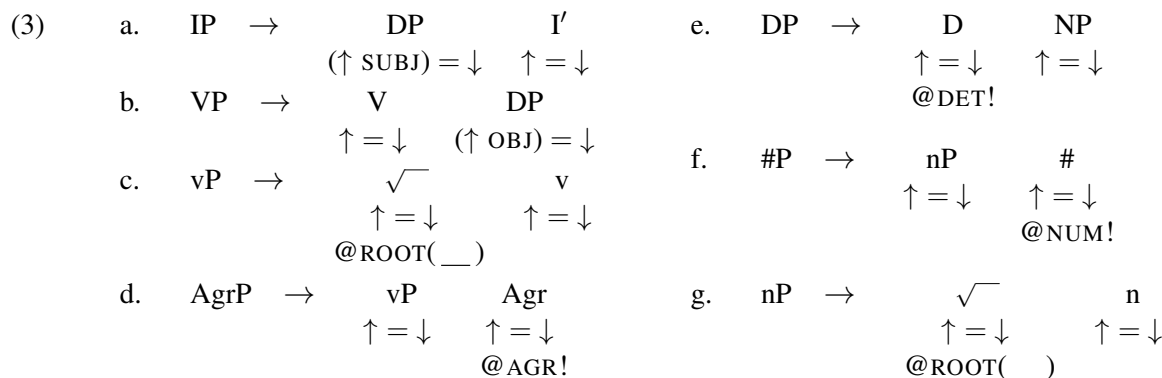 (3) a. IP → DP I′
(↑ SUBJ) = ↓ ↑ = ↓
b. VP → V DP
↑ = ↓ (↑ OBJ) = ↓
c. vP → √ v
↑ = ↓ ↑ = ↓
@ROOT(__)
d. AgrP → vP Agr
↑ = ↓ ↑ = ↓
@AGR!
e. DP → D NP
↑ = ↓ ↑ = ↓
@DET!
f. #P → nP #
↑ = ↓ ↑ = ↓
@NUM!
g. nP → √ n
↑ = ↓ ↑ = ↓
@ROOT( )